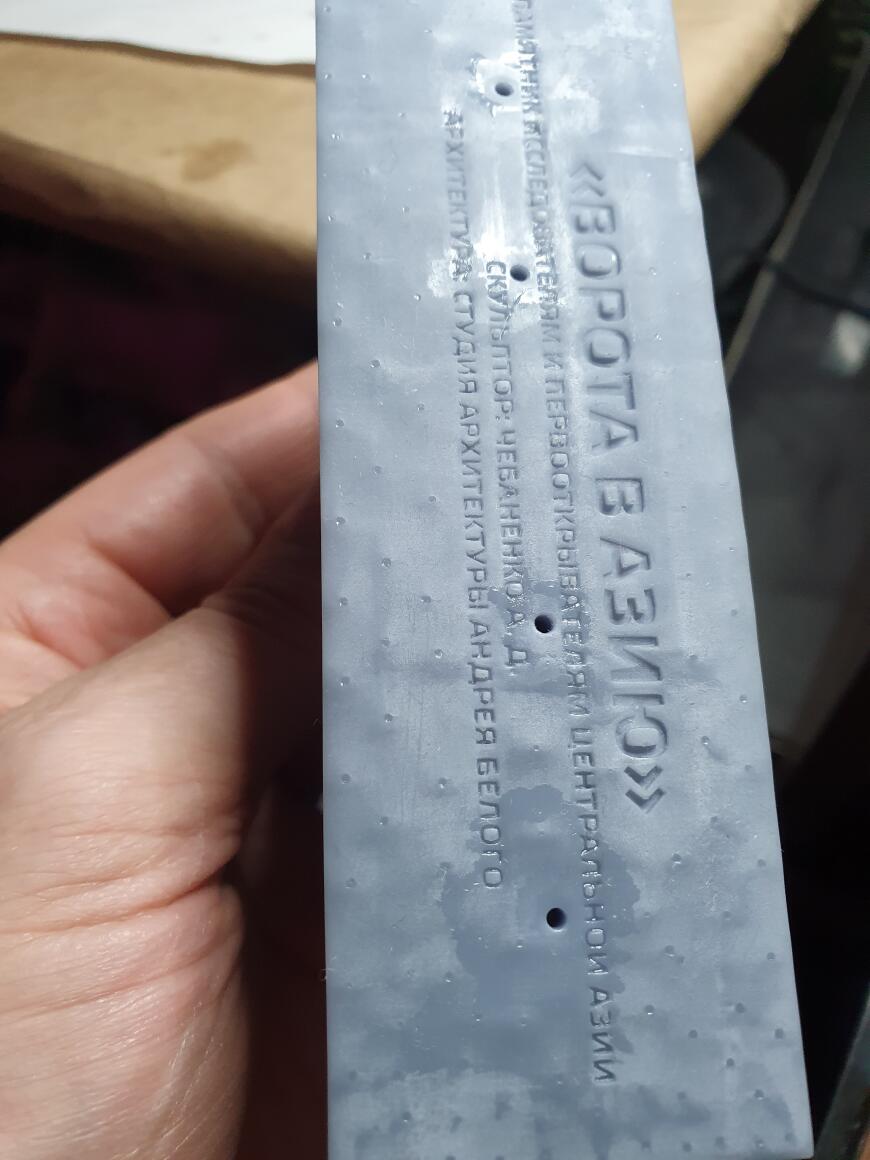 «ВОРОТА В АЗИЮ»
ПАМЯТНИК ИССЛЕДОВАТЕЛЯМ И ПЕРВООТКРЫВАТЕЛЯМ ЦЕНТРАЛЬНОЙ АЗИИ
СКУЛЬПТОР: ЧЕБАНЕНКО А. Д.
АРХИТЕКТУРА: СТУДИЯ АРХИТЕКТУРЫ АНДРЕЯ БЕЛОГО